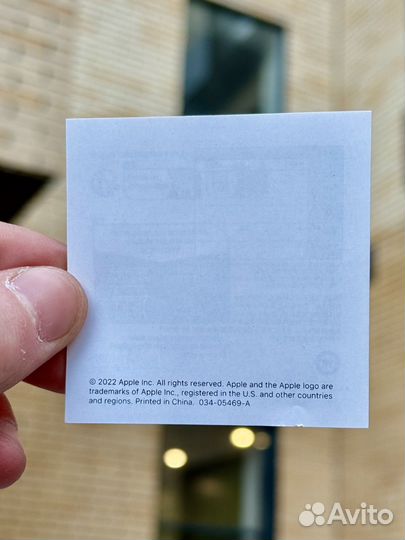 © 2022 Apple Inc. All rights reserved. Apple and the Apple logo are
trademarks of Apple Inc., registered in the U.S. and other countries
and regions. Printed in China. 034-05469-A
Avito